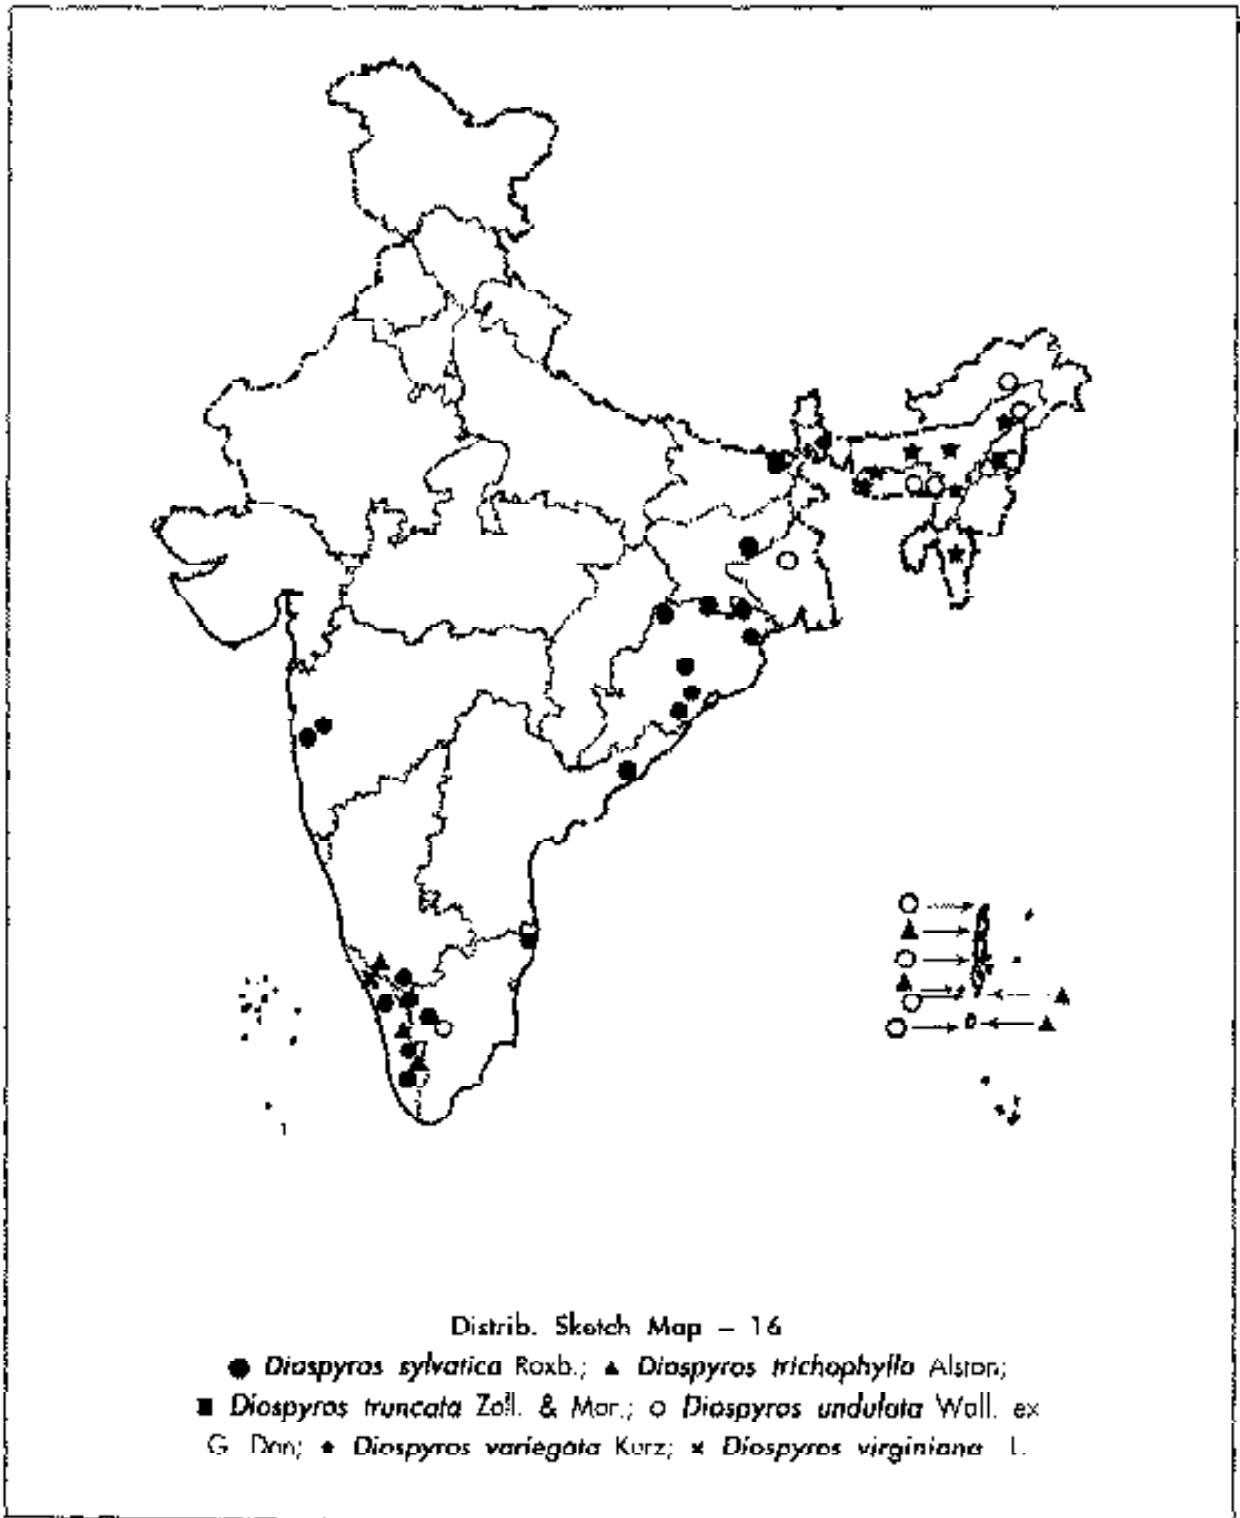 Distrib. Sketch Map – 16
● Diospyros sylvatica Roxb.; ▲ Diospyros trichophylla Alston;
■ Diospyros truncata Zoll. & Mor.; ○ Diospyros undulata Wall. ex
G. Don; ★ Diospyros variegata Kurz; × Diospyros virginiana L.